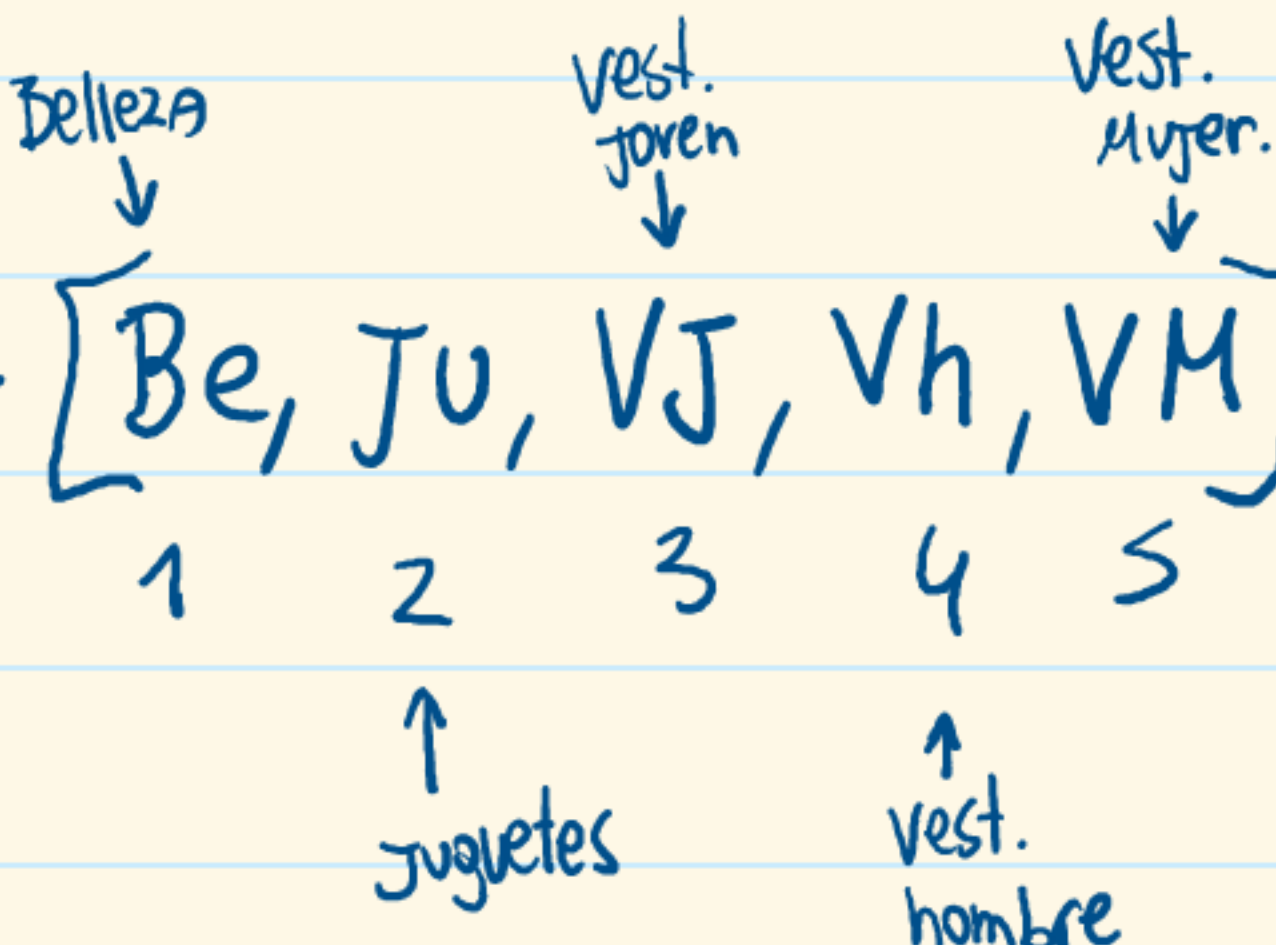 Belleza
vest.
Joven
Vest.
Mujer.
[Be, Ju, VJ, Vh, VM]
1 2 3 4 5
Juguetes
vest.
hombre